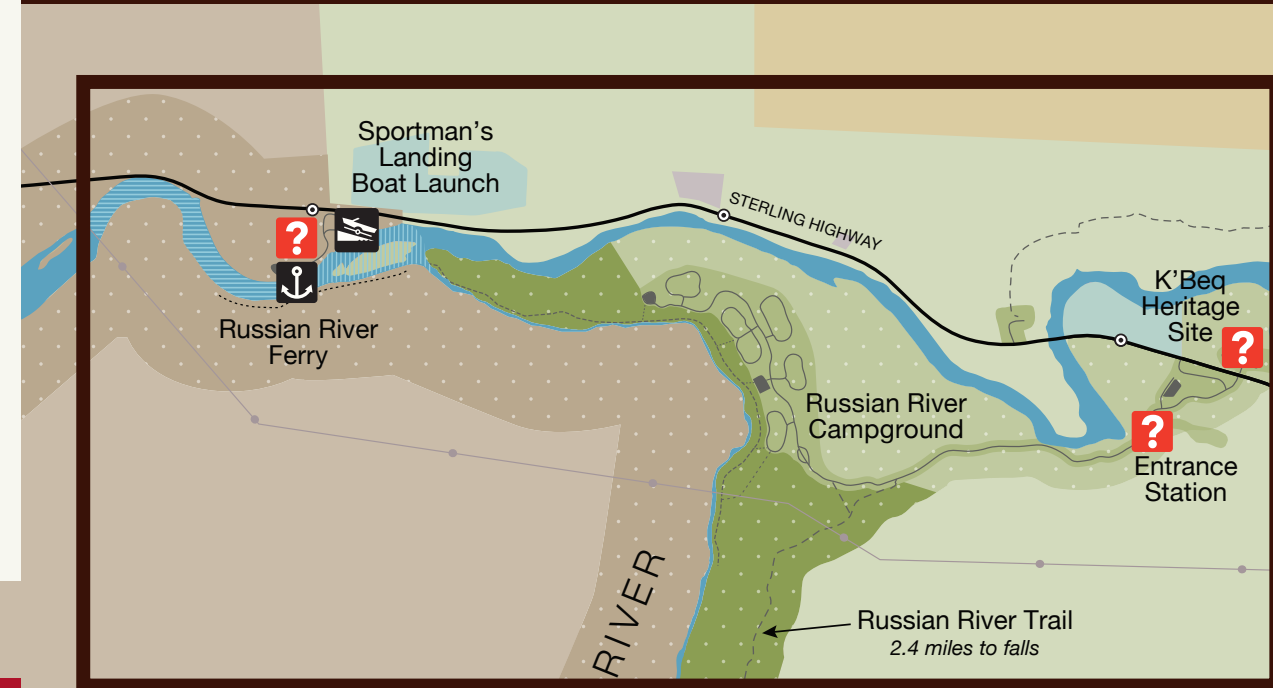 Sportman's
Landing
Boat Launch
STERLING HIGHWAY
?
K'Beq
Heritage
Site
?
Russian River
Ferry
Russian River
Campground
?
Entrance
Station
RIVER
Russian River Trail
2.4 miles to falls